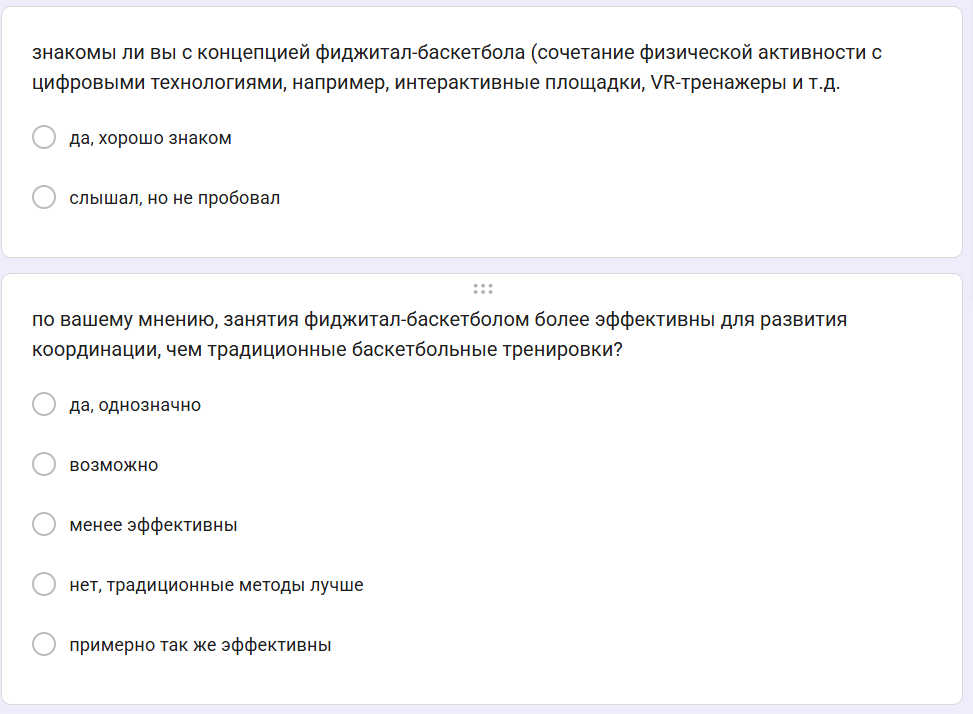 знакомы ли вы с концепцией фиджитал-баскетбола (сочетание физической активности с
цифровыми технологиями, например, интерактивные площадки, VR-тренажеры и т.д.
да, хорошо знаком
слышал, но не пробовал
по вашему мнению, занятия фиджитал-баскетболом более эффективны для развития
координации, чем традиционные баскетбольные тренировки?
да, однозначно
возможно
менее эффективны
нет, традиционные методы лучше
примерно так же эффективны